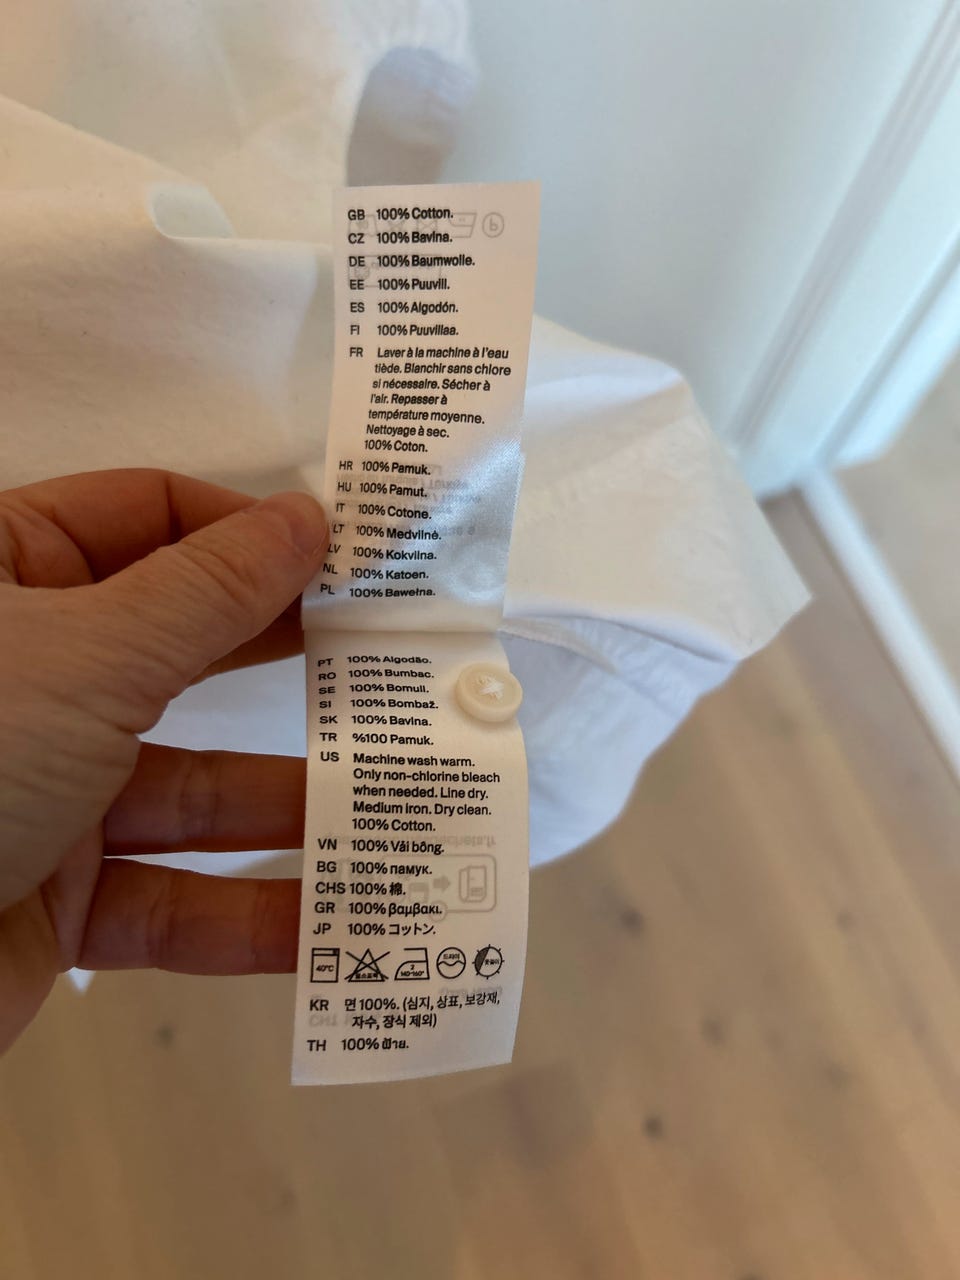 GB 100% Cotton.
CZ 100% Bavlna.
DE 100% Baumwolle.
EE 100% Puuvill.
ES 100% Algodón.
FI 100% Puuvillaa.
FR Laver à la machine à l'eau
tiède. Blanchir sans chlore
si nécessaire. Sécher à
l'air. Repasser à
température moyenne.
Nettoyage à sec.
100% Coton.
HR 100% Pamuk.
HU 100% Pamut.
IT 100% Cotone.
LT 100% Medvilnė.
LV 100% Kokvilna.
NL 100% Katoen.
PL 100% Bawełna.
PT 100% Algodão.
RO 100% Bumbac.
SE 100% Bomull.
SI 100% Bombaž.
SK 100% Bavlna.
TR %100 Pamuk.
US Machine wash warm.
Only non-chlorine bleach
when needed. Line dry.
Medium iron. Dry clean.
100% Cotton.
VN 100% Vải bông.
BG 100% памук.
CHS 100% 棉.
GR 100% βαμβακι.
JP 100% コットン.
40°C 2 140-160° 드라이
KR 면 100%. (심지, 상표, 보강재,
자수, 장식 제외)
TH 100% ฝ้าย.